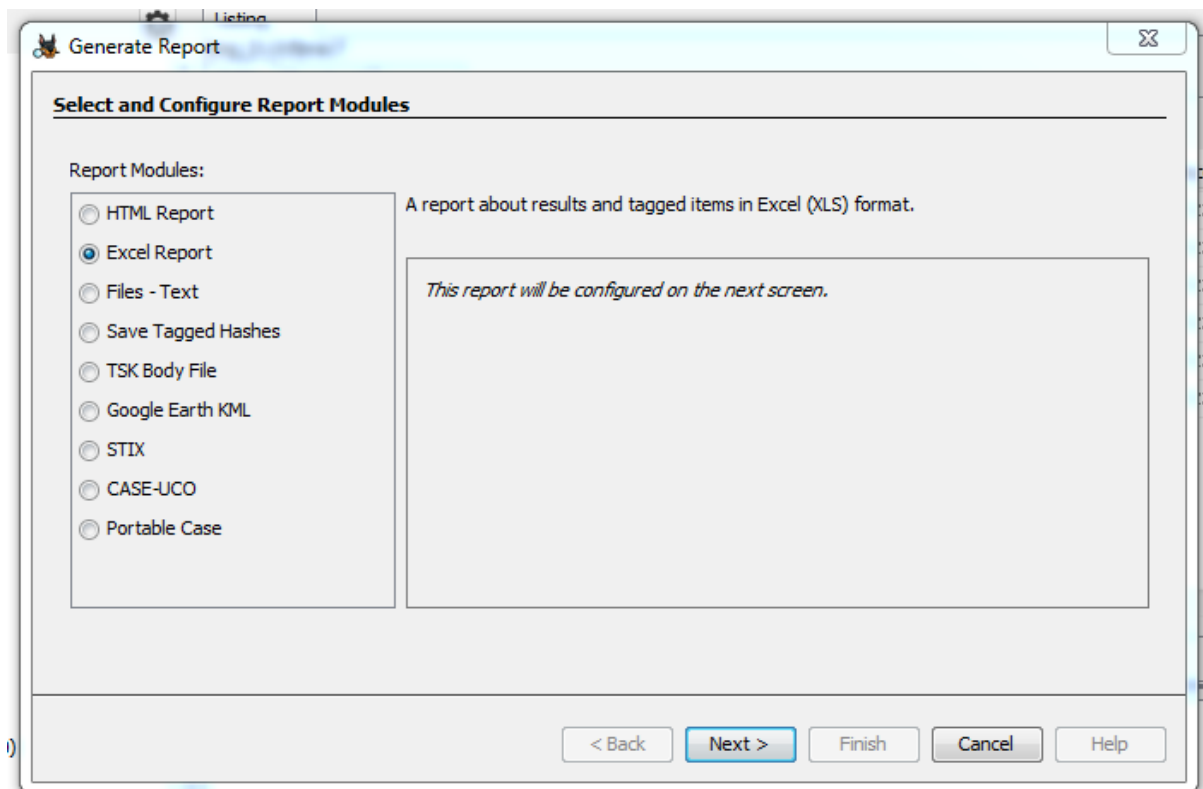 Listing
Generate Report
Select and Configure Report Modules
Report Modules:
HTML Report
A report about results and tagged items in Excel (XLS) format.
Excel Report
This report will be configured on the next screen.
Files - Text
Save Tagged Hashes
TSK Body File
Google Earth KML
STIX
CASE-UCO
Portable Case
< Back Next > Finish Cancel Help